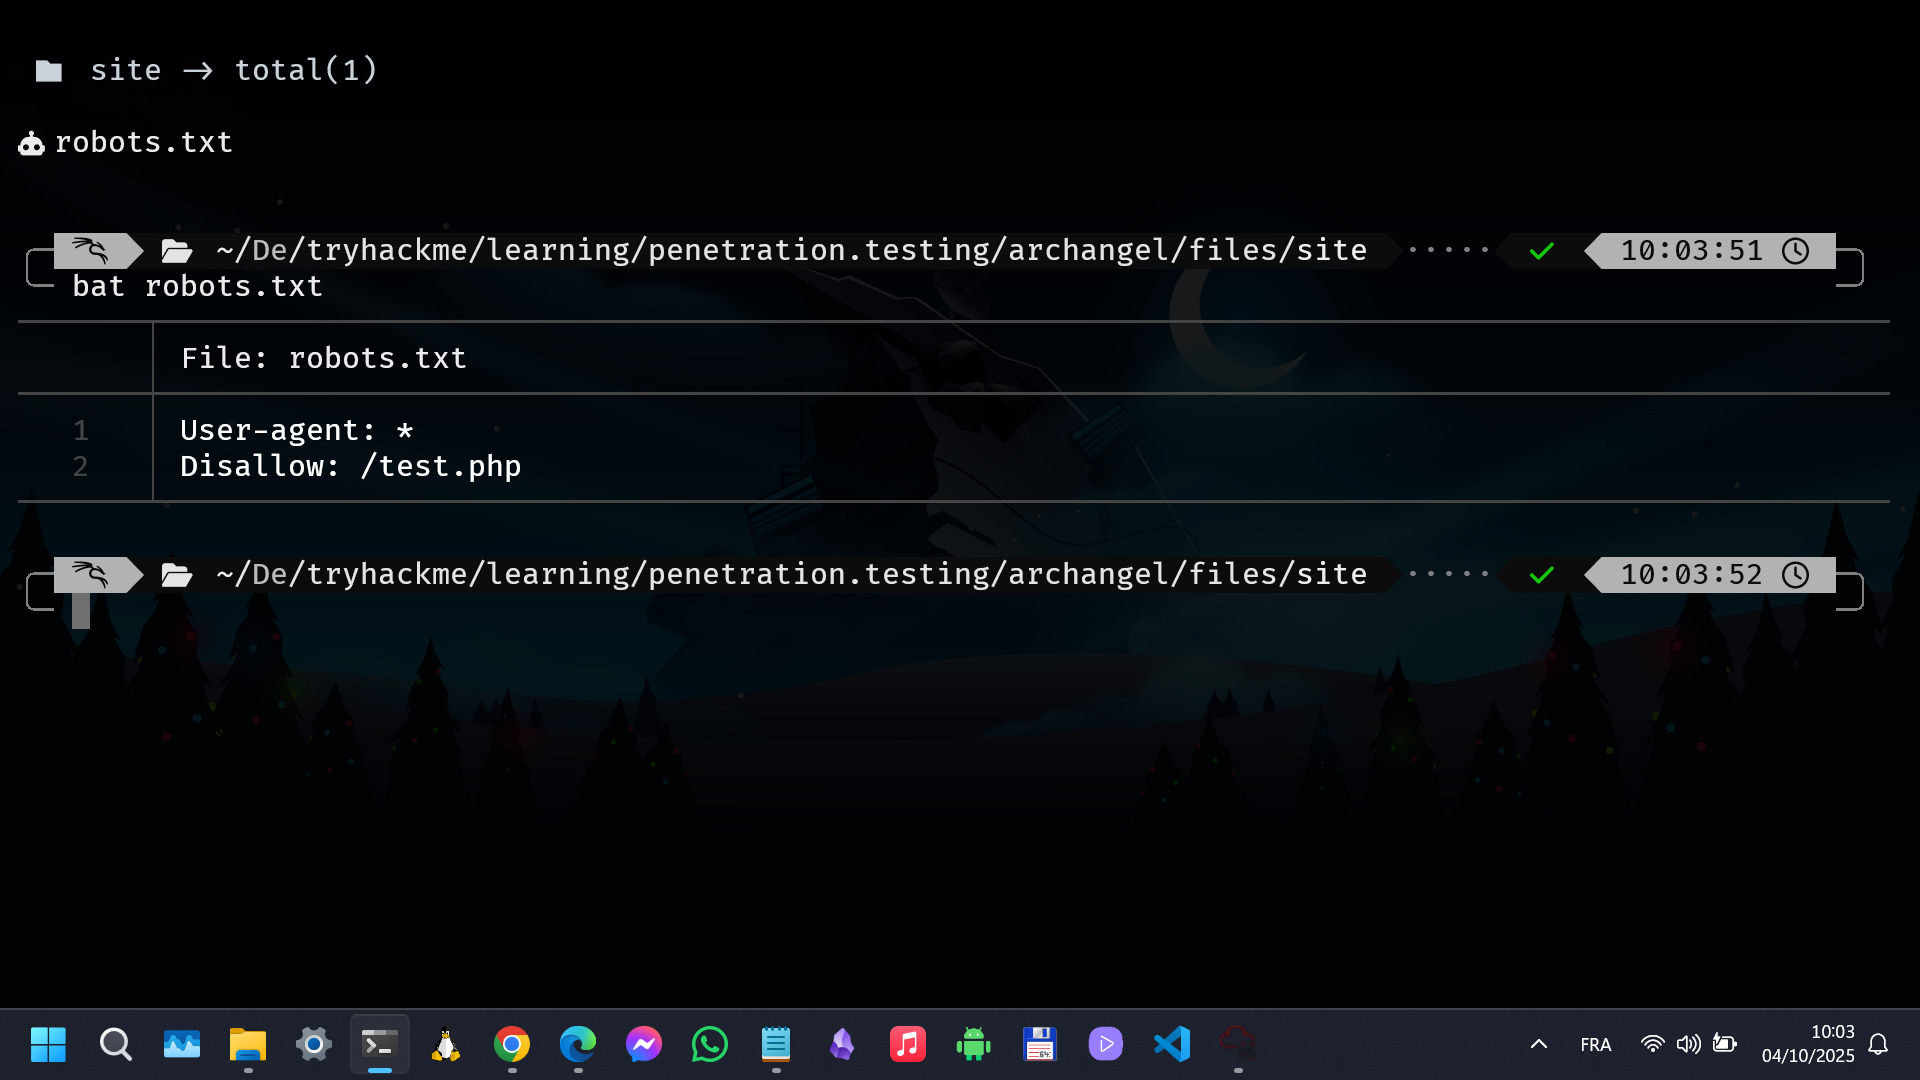 site → total(1)
robots.txt
~/De/tryhackme/learning/penetration.testing/archangel/files/site ····· ✓ 10:03:51
bat robots.txt
File: robots.txt
1 User-agent: *
2 Disallow: /test.php
~/De/tryhackme/learning/penetration.testing/archangel/files/site ····· ✓ 10:03:52
64
FRA
10:03
04/10/2025